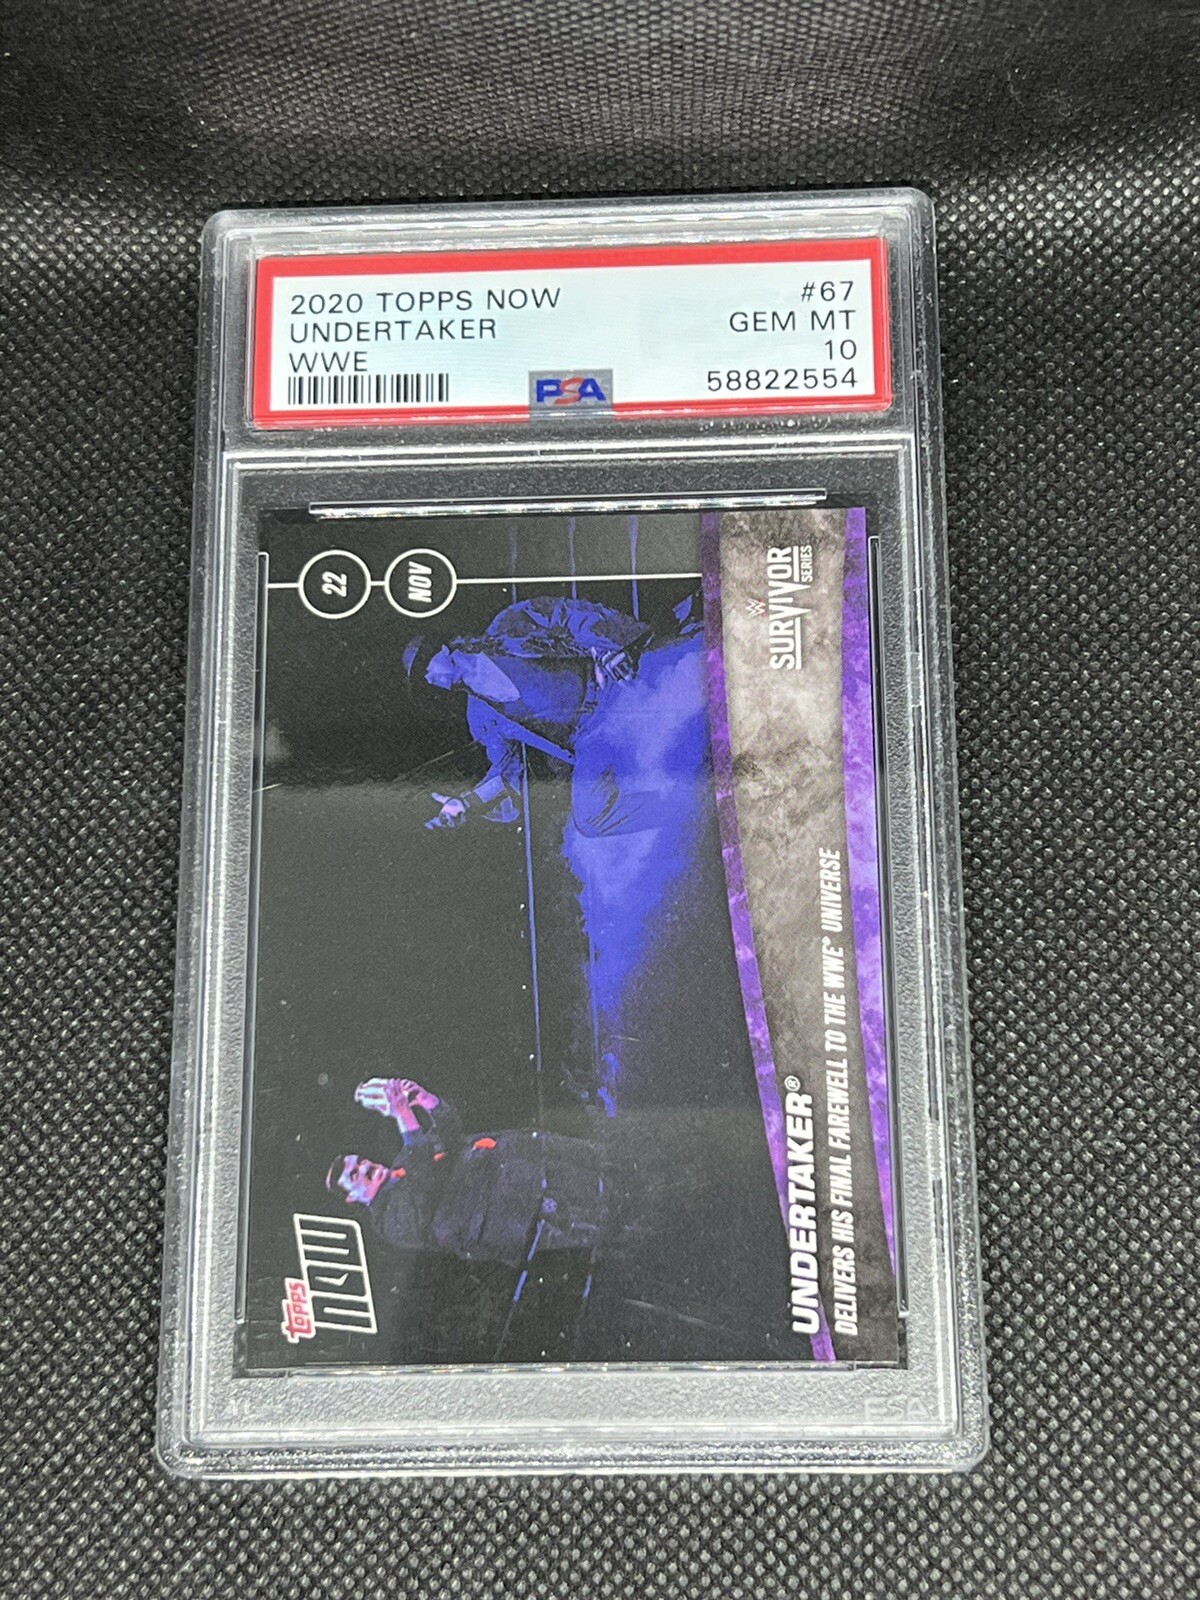 2020 TOPPS NOW
UNDERTAKER
WWE
#67
GEM MT
10
58822554
PSA
22
NOV
W
SURVIVOR
SERIES
UNDERTAKER®
DELIVERS HIS FINAL FAREWELL TO THE WWE® UNIVERSE
TOPPS
NOW
PSA